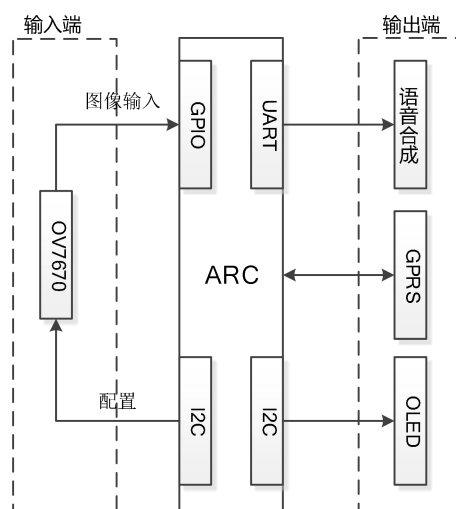 输入端
输出端
图像输入
GPIO
UART
语音合成
OV7670
ARC
GPRS
配置
I2C
I2C
OLED